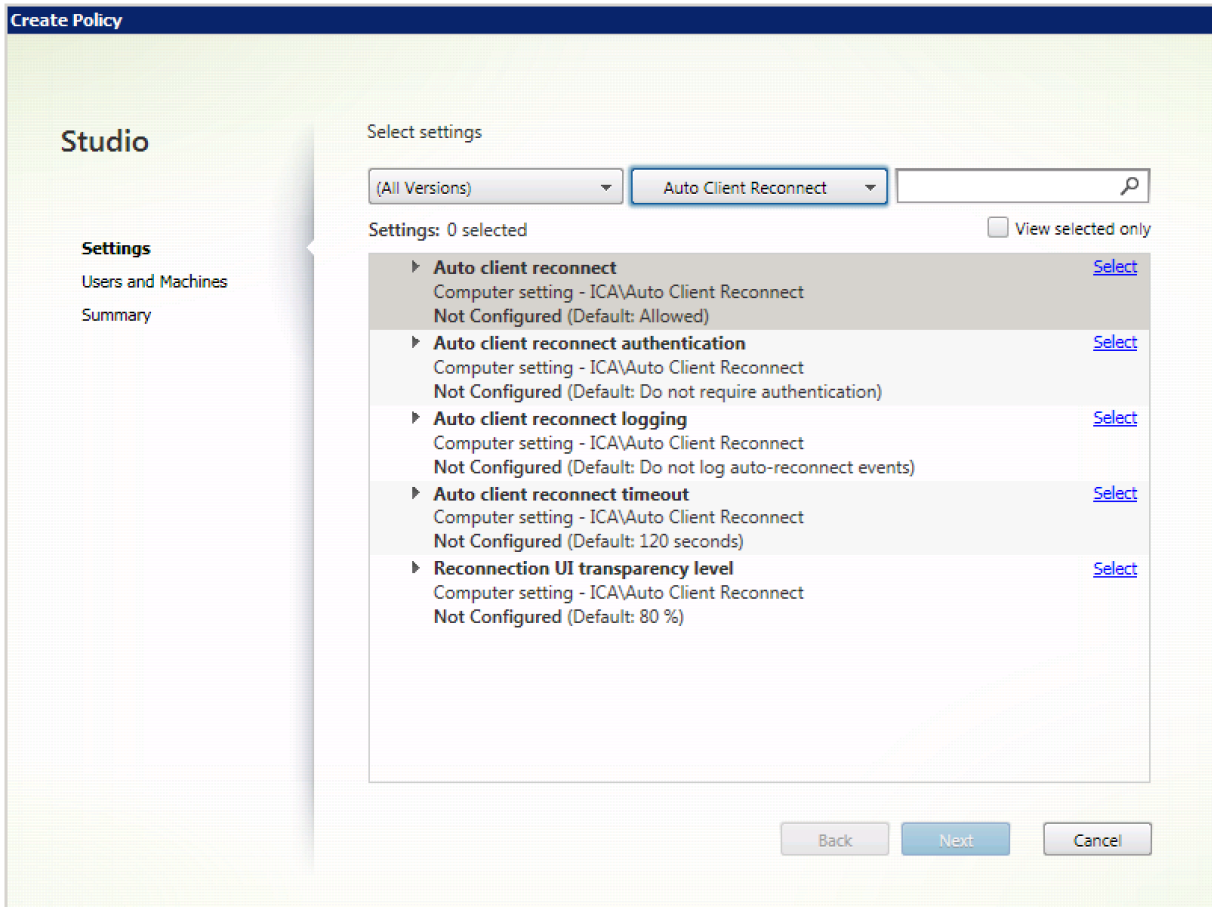 Create Policy
Studio
Settings
Users and Machines
Summary
Select settings
(All Versions)
Auto Client Reconnect
Settings: 0 selected
View selected only
Auto client reconnect Select
Computer setting - ICA\Auto Client Reconnect
Not Configured (Default: Allowed)
Auto client reconnect authentication Select
Computer setting - ICA\Auto Client Reconnect
Not Configured (Default: Do not require authentication)
Auto client reconnect logging Select
Computer setting - ICA\Auto Client Reconnect
Not Configured (Default: Do not log auto-reconnect events)
Auto client reconnect timeout Select
Computer setting - ICA\Auto Client Reconnect
Not Configured (Default: 120 seconds)
Reconnection UI transparency level Select
Computer setting - ICA\Auto Client Reconnect
Not Configured (Default: 80 %)
Back Next Cancel